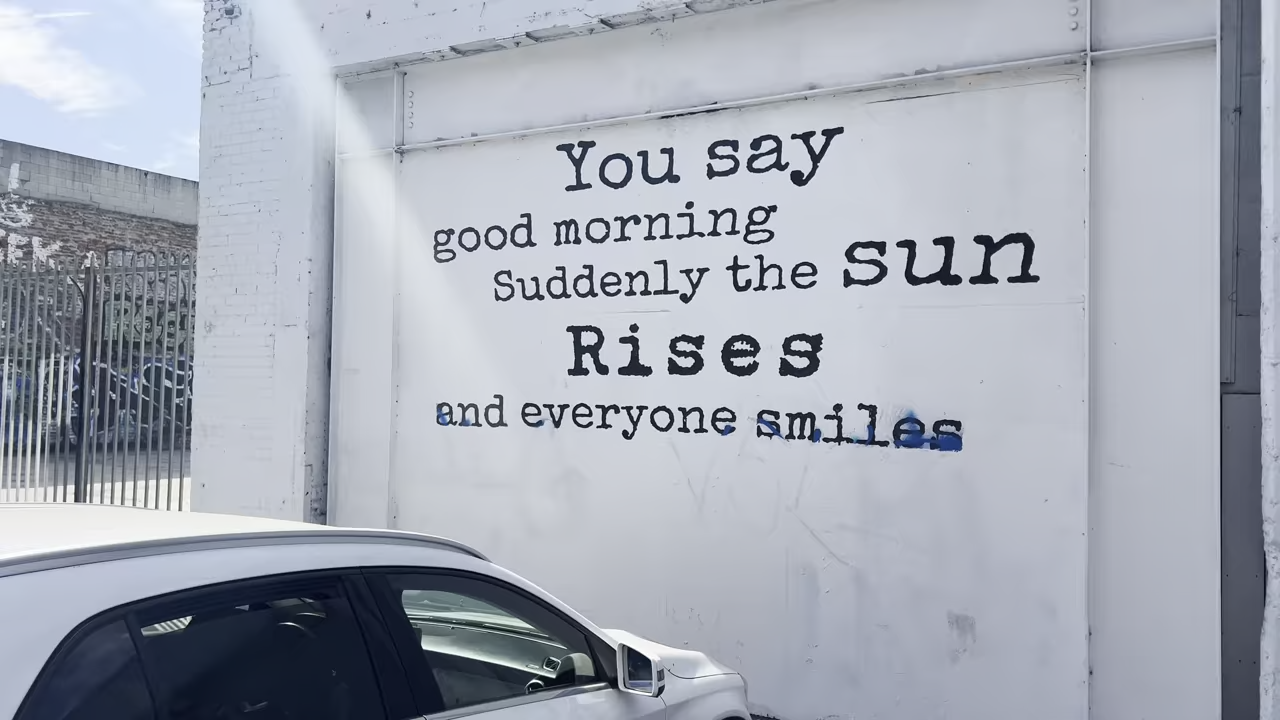 You say
good morning
Suddenly the sun
Rises
and everyone smiles